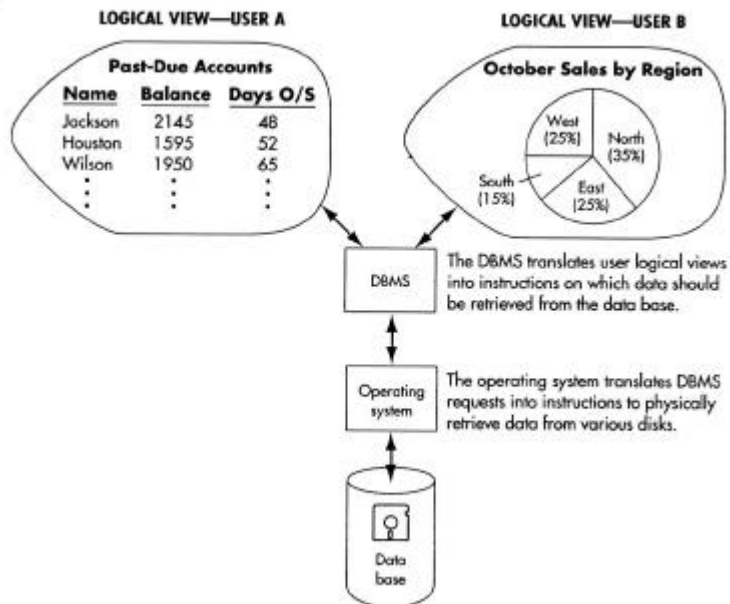 LOGICAL VIEW—USER A
Past-Due Accounts
Name Balance Days O/S
Jackson 2145 48
Houston 1595 52
Wilson 1950 65
LOGICAL VIEW—USER B
October Sales by Region
West
(25%)
North
(35%)
South
(15%)
East
(25%)
DBMS
The DBMS translates user logical views
into instructions on which data should
be retrieved from the data base.
Operating
system
The operating system translates DBMS
requests into instructions to physically
retrieve data from various disks.
Data
base